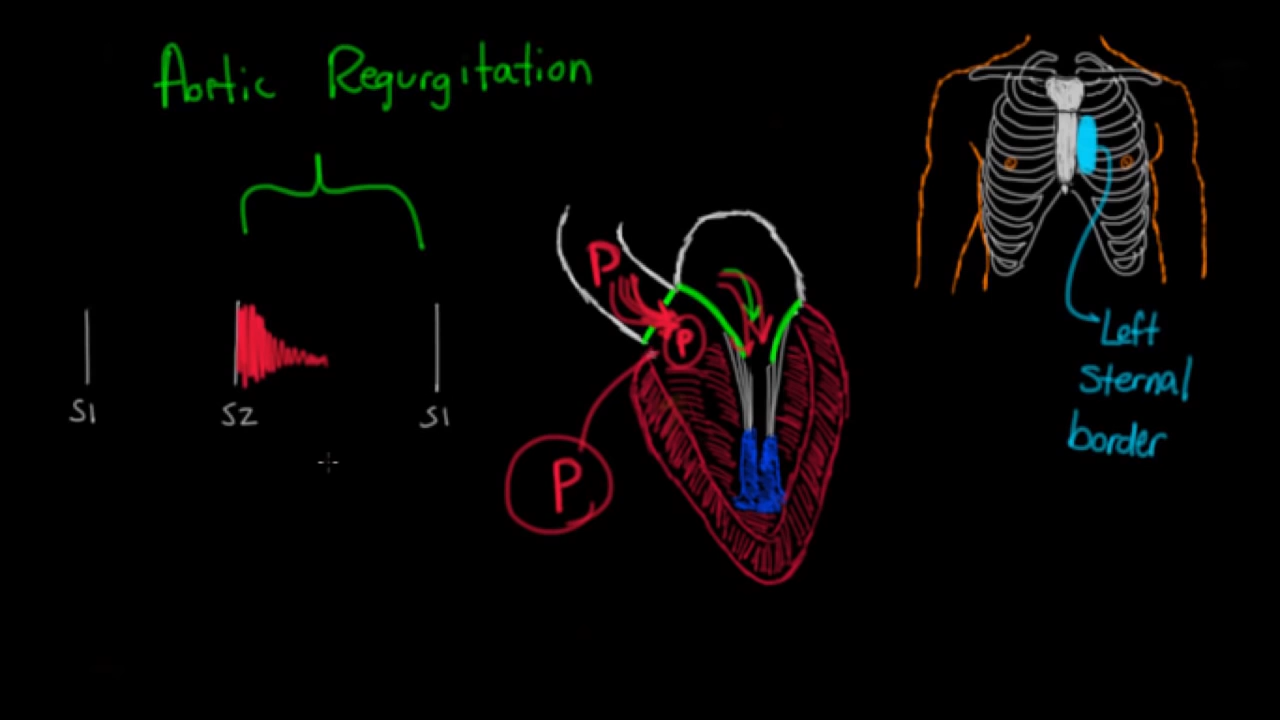 Aortic Regurgitation
S1
S2
S1
P
P
P
Left
Sternal
border